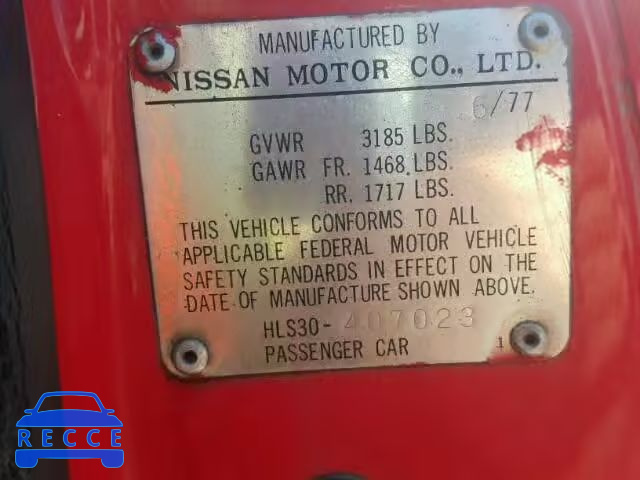 MANUFACTURED BY
NISSAN MOTOR CO., LTD.
6/77
GVWR 3185 LBS.
GAWR FR. 1468 LBS.
RR. 1717 LBS.
THIS VEHICLE CONFORMS TO ALL
APPLICABLE FEDERAL MOTOR VEHICLE
SAFETY STANDARDS IN EFFECT ON THE
DATE OF MANUFACTURE SHOWN ABOVE.
HLS30-407023
PASSENGER CAR 1
RECCE